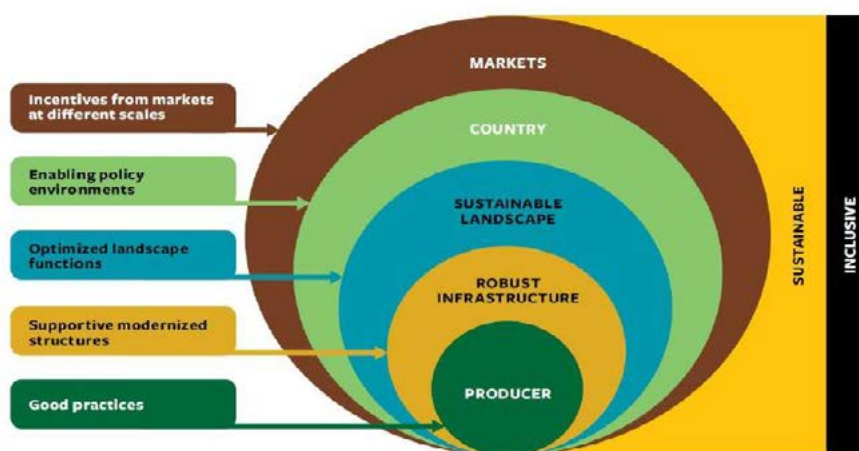 MARKETS
Incentives from markets
at different scales
COUNTRY
Enabling policy
environments
SUSTAINABLE
LANDSCAPE
Optimized landscape
functions
ROBUST
INFRASTRUCTURE
Supportive modernized
structures
PRODUCER
Good practices
SUSTAINABLE
INCLUSIVE